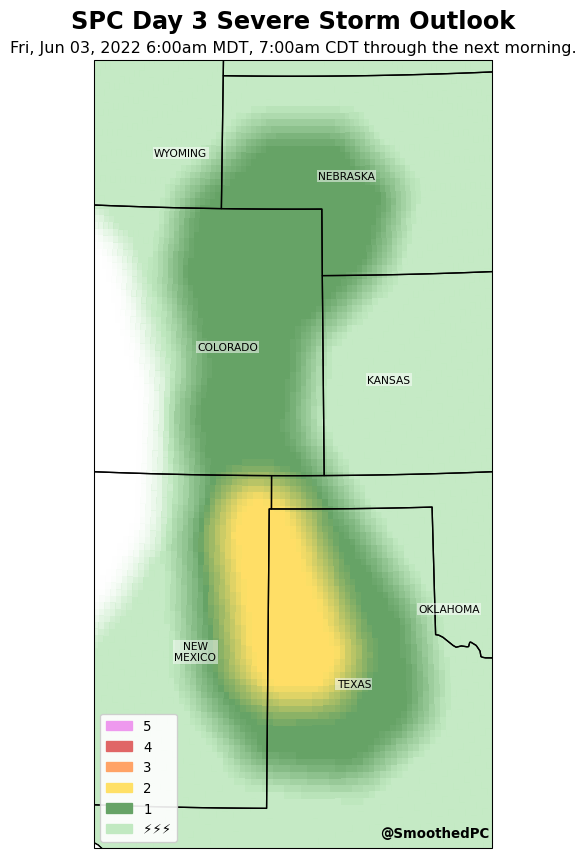 SPC Day 3 Severe Storm Outlook
Fri, Jun 03, 2022 6:00am MDT, 7:00am CDT through the next morning.
WYOMING
NEBRASKA
COLORADO
KANSAS
OKLAHOMA
NEW
MEXICO
TEXAS
5
4
3
2
1
⚡⚡⚡
@SmoothedPC